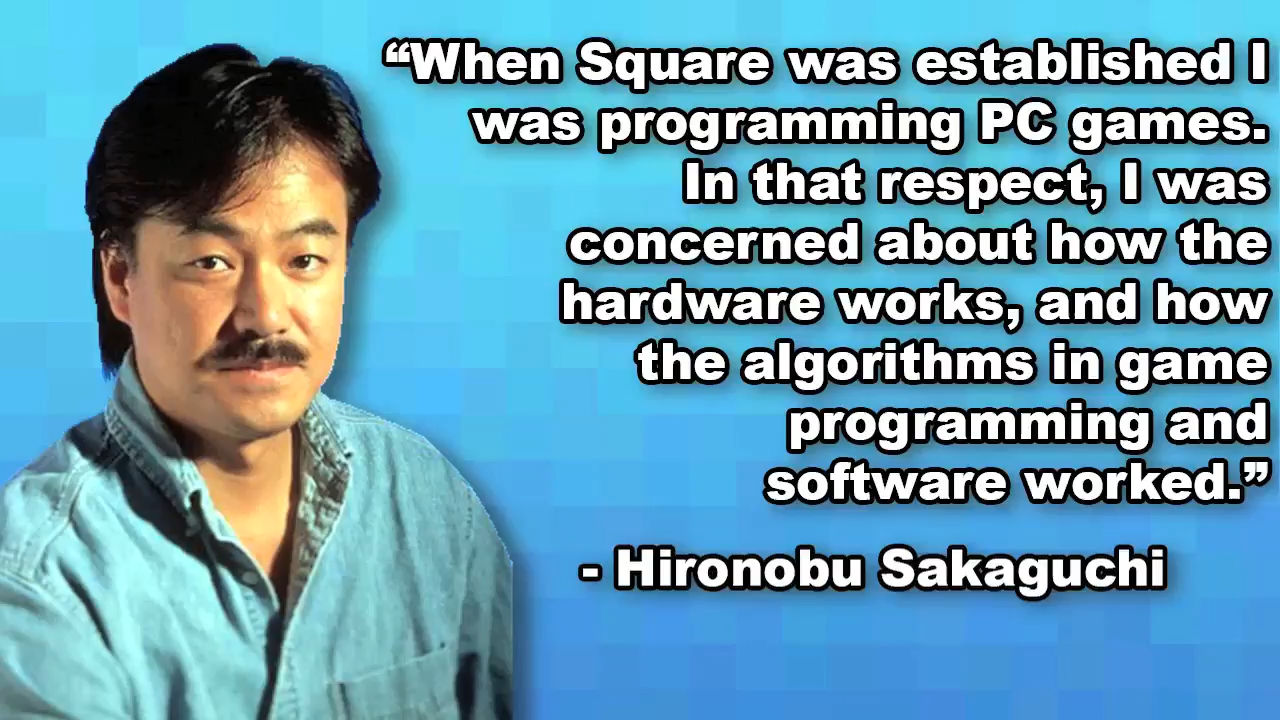 “When Square was established I
was programming PC games.
In that respect, I was
concerned about how the
hardware works, and how
the algorithms in game
programming and
software worked.”
- Hironobu Sakaguchi